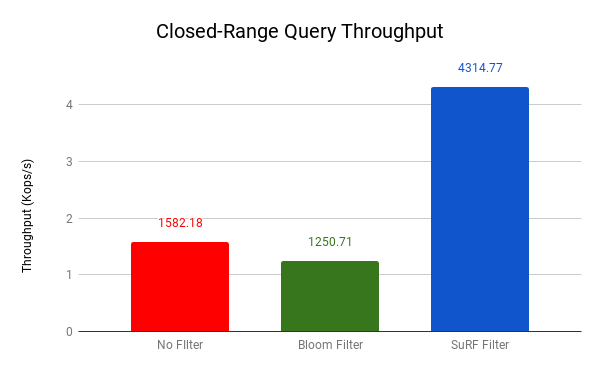 Closed-Range Query Throughput
Throughput (Kops/s)
4
3
2
1
0
1582.18
1250.71
4314.77
No FIlter
Bloom Filter
SuRF Filter